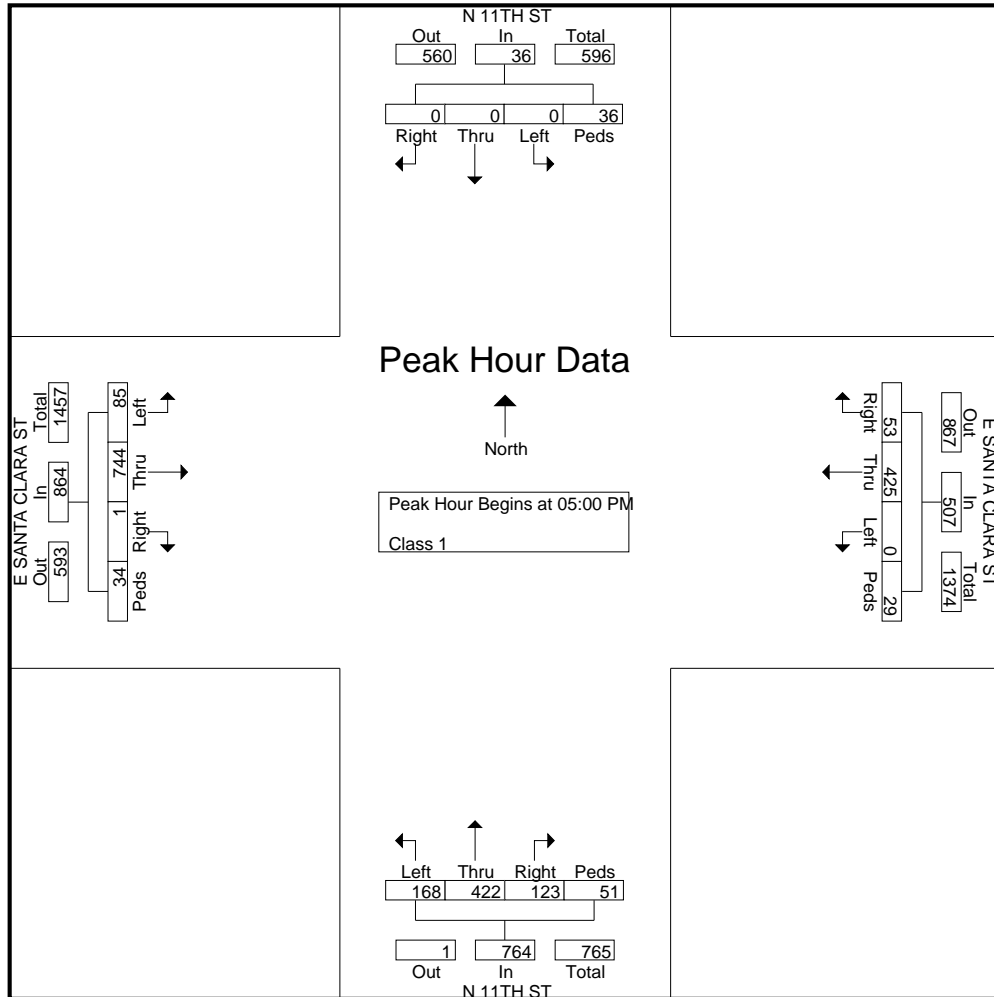 N 11TH ST
Out In Total
560 36 596
0 0 0 36
Right Thru Left Peds
Peak Hour Data
North
Peak Hour Begins at 05:00 PM
Class 1
E SANTA CLARA ST
Total In Out
1457 864 593
85 744 1 34
Left Thru Right Peds
E SANTA CLARA ST
Out In Total
867 507 1374
53 425 0 29
Right Thru Left Peds
Left Thru Right Peds
168 422 123 51
1 764 765
Out In Total
N 11TH ST